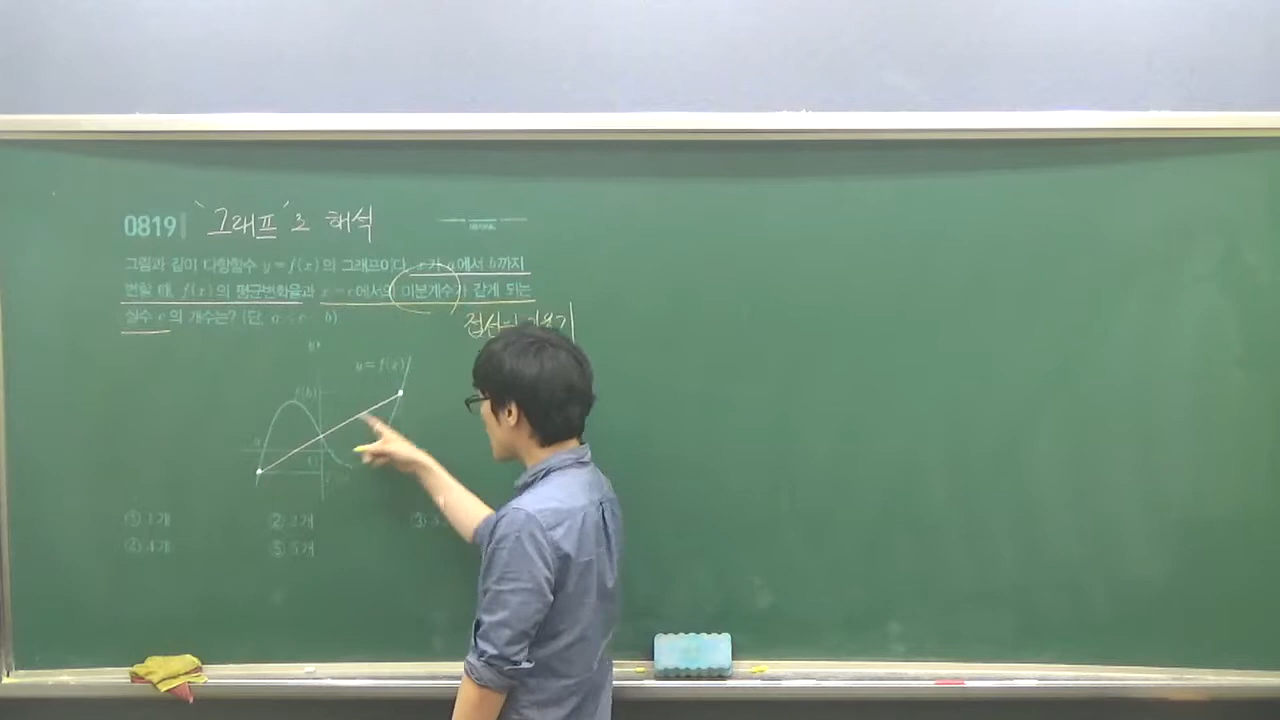 0819 '그래프'로 해석
그림과 같이 다항함수 y=f(x)의 그래프이다. x가 a에서 b까지
변할 때, f(x)의 평균변화율과 x=c에서의 미분계수가 같게 되는
실수 c의 개수는? (단, a<c<b)
접선의 기울기
y
y=f(x)
f(b)
a
① 1개 ② 2개 ③
④ 4개 ⑤ 5개